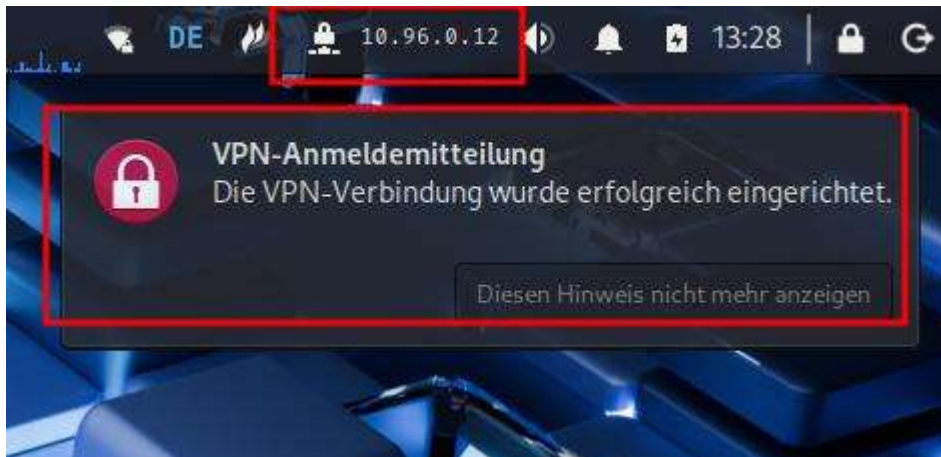 DE 10.96.0.12 13:28
VPN-Anmeldemitteilung
Die VPN-Verbindung wurde erfolgreich eingerichtet.
Diesen Hinweis nicht mehr anzeigen